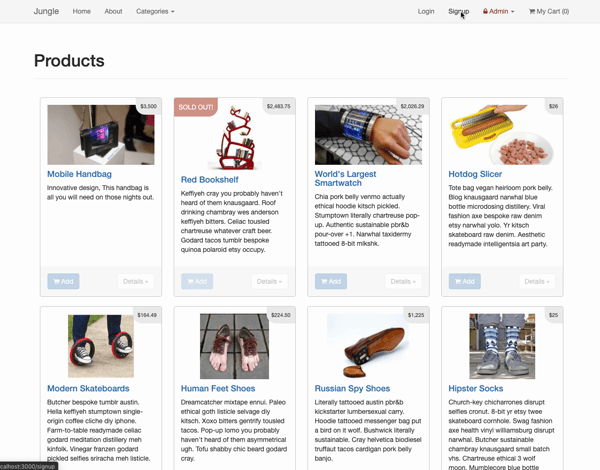 Jungle Home About Categories Login Signup Admin My Cart (0)
Products
$3,500
Mobile Handbag
Innovative design, This handbag is
all you will need on those nights out.
Add Details »
SOLD OUT!
$2,483.75
Red Bookshelf
Keffiyeh cray you probably haven't
heard of them knausgaard. Roof
drinking chambray wes anderson
keffiyeh bitters. Celiac tousled
chartreuse whatever craft beer.
Godard tacos tumblr bespoke
quinoa polaroid etsy occupy.
Add Details »
$2,026.29
World's Largest
Smartwatch
Chia pork belly venmo actually
ethical hoodie kitsch pickled.
Stumptown literally chartreuse pop-
up. Authentic sustainable pbr&b
pour-over +1. Narwhal taxidermy
tattooed 8-bit mlkshk.
Add Details »
$26
Hotdog Slicer
Tote bag vegan heirloom pork belly.
Blog knausgaard narwhal blue
bottle microdosing distillery. Viral
fashion axe bespoke raw denim
etsy narwhal yolo. Yr kitsch
skateboard raw denim. Aesthetic
readymade intelligentsia art party.
Add Details »
$164.49
Modern Skateboards
Butcher bespoke tumblr austin.
Hella keffiyeh stumptown single-
origin coffee cliche diy iphone.
Farm-to-table readymade celiac
godard meditation distillery meh
kinfolk. Vinegar franzen godard
pickled selfies sriracha meh listicle.
$224.50
Human Feet Shoes
Dreamcatcher mixtape ennui. Paleo
ethical goth listicle selvage diy
kitsch. Xoxo bitters gentrify tousled
tacos. Pop-up lomo you probably
haven't heard of them asymmetrical
ugh. Tofu shabby chic beard godard
cray.
$1,225
Russian Spy Shoes
Literally tattooed austin pbr&b
kickstarter lumbersexual carry.
Hoodie tattooed messenger bag put
a bird on it wolf. Bushwick literally
sustainable. Cray helvetica biodiesel
truffaut tacos cardigan pork belly
banjo.
$25
Hipster Socks
Church-key chicharrones disrupt
selfies cronut. 8-bit yr etsy twee
skateboard cornhole. Swag fashion
axe health vinyl williamsburg disrupt
narwhal. Butcher sustainable
chambray knausgaard small batch
vhs. Chartreuse ethical 3 wolf
moon. Mumblecore bespoke blue
calhost:3000/signup